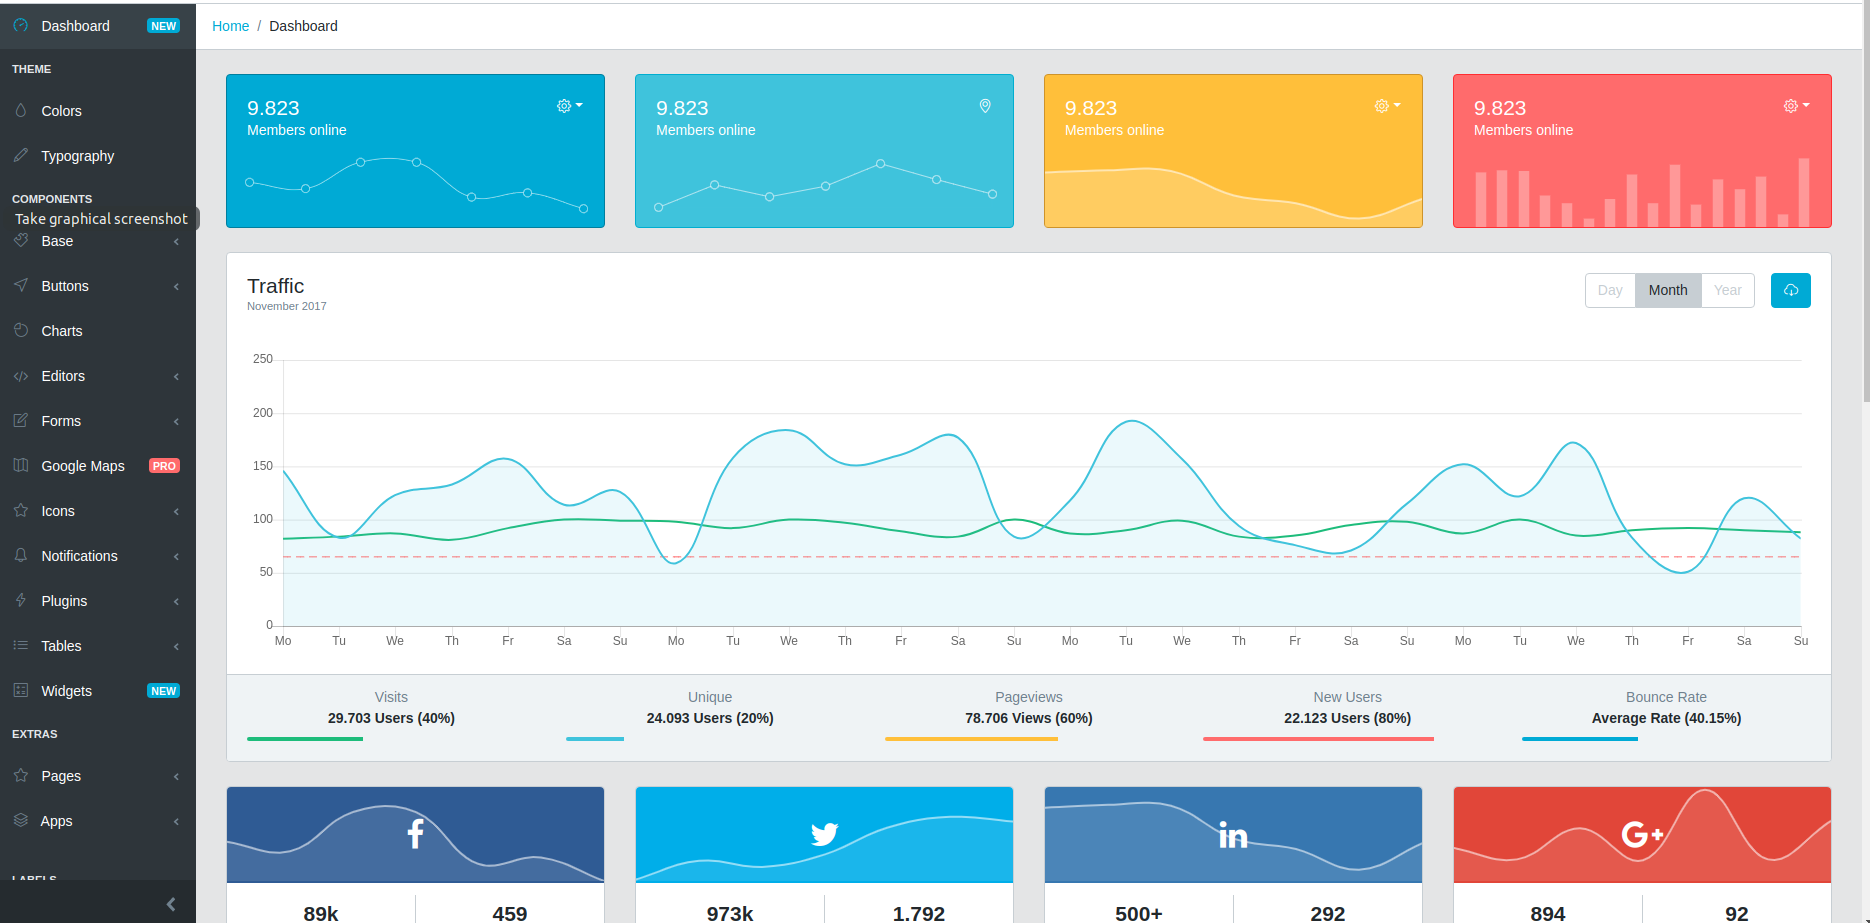 Dashboard NEW
Home / Dashboard
THEME
Colors
Typography
COMPONENTS
Take graphical screenshot
Base
Buttons
Charts
Editors
Forms
Google Maps PRO
Icons
Notifications
Plugins
Tables
Widgets NEW
EXTRAS
Pages
Apps
LABELS
9.823
Members online
9.823
Members online
9.823
Members online
9.823
Members online
Traffic
November 2017
Day Month Year
250
200
150
100
50
0
Mo Tu We Th Fr Sa Su Mo Tu We Th Fr Sa Su Mo Tu We Th Fr Sa Su Mo Tu We Th Fr Sa Su
Visits
29.703 Users (40%)
Unique
24.093 Users (20%)
Pageviews
78.706 Views (60%)
New Users
22.123 Users (80%)
Bounce Rate
Average Rate (40.15%)
f
in
G+
89k 459
973k 1.792
500+ 292
894 92